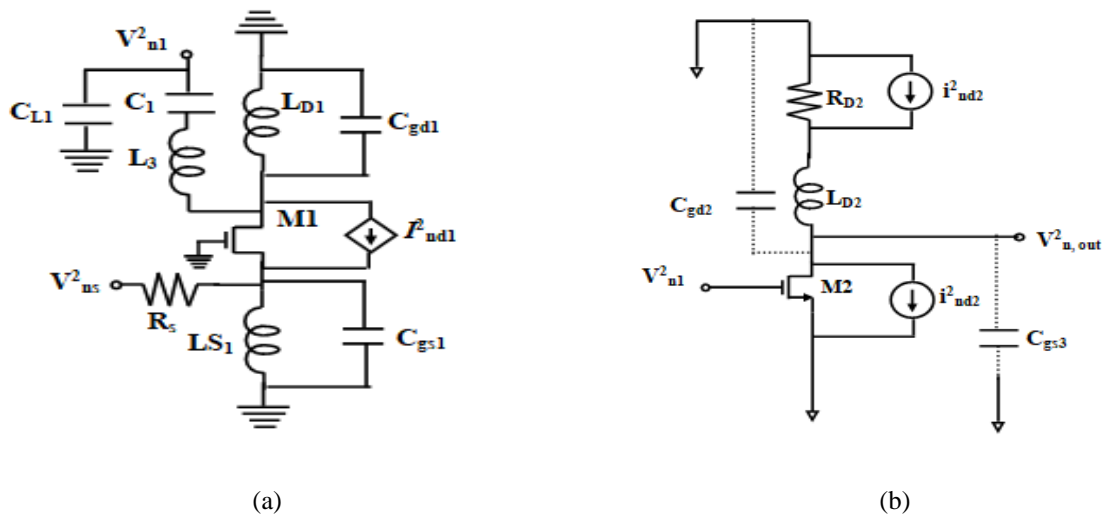 V²n1
CL1
C1
LD1
Cgd1
L3
M1
I²nd1
V²ns
Rs
LS1
Cgs1
(a)
RD2
i²nd2
Cgd2
LD2
V²n, out
V²n1
M2
i²nd2
Cgs3
(b)